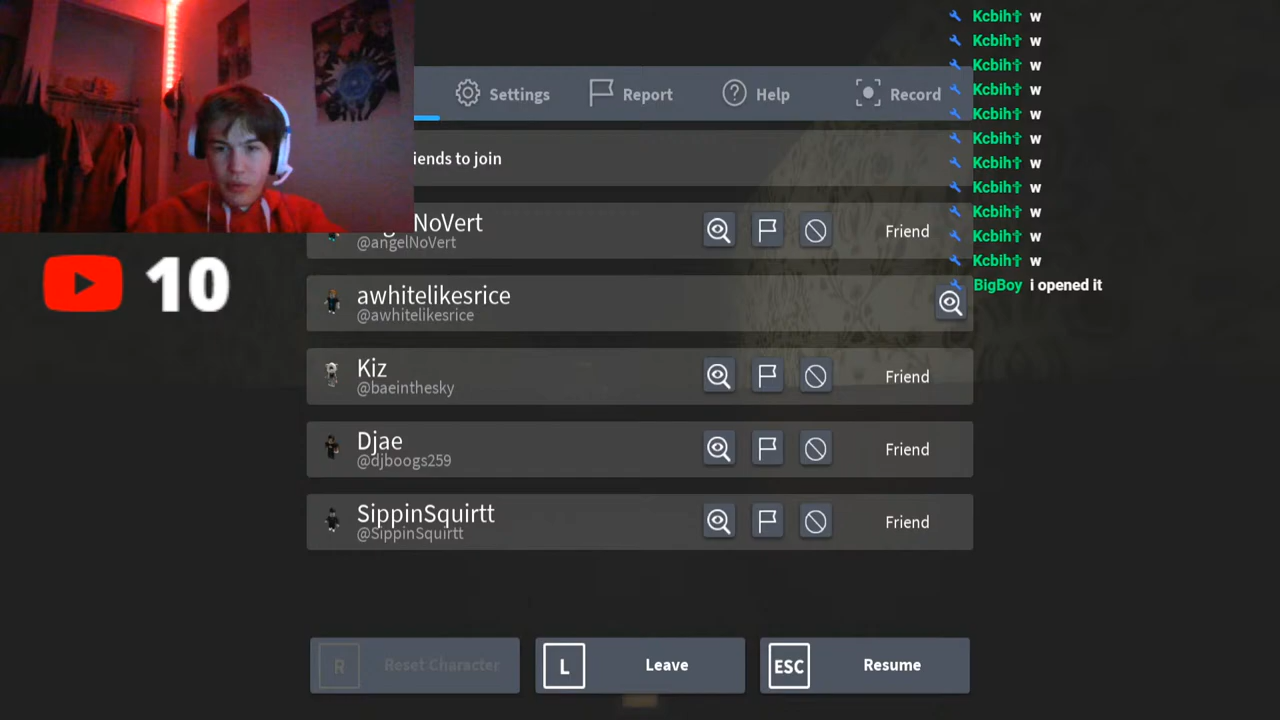 Settings
Report
Help
Record
iends to join
NoVert
@angelNoVert
Friend
awhitelikesrice
@awhitelikesrice
Kiz
@baeinthesky
Friend
Djae
@djboogs259
Friend
SippinSquirtt
@SippinSquirtt
Friend
R Reset Character
L Leave
ESC Resume
10
Kcbih✝ w
Kcbih✝ w
Kcbih✝ w
Kcbih✝ w
Kcbih✝ w
Kcbih✝ w
Kcbih✝ w
Kcbih✝ w
Kcbih✝ w
Kcbih✝ w
Kcbih✝ w
BigBoy i opened it